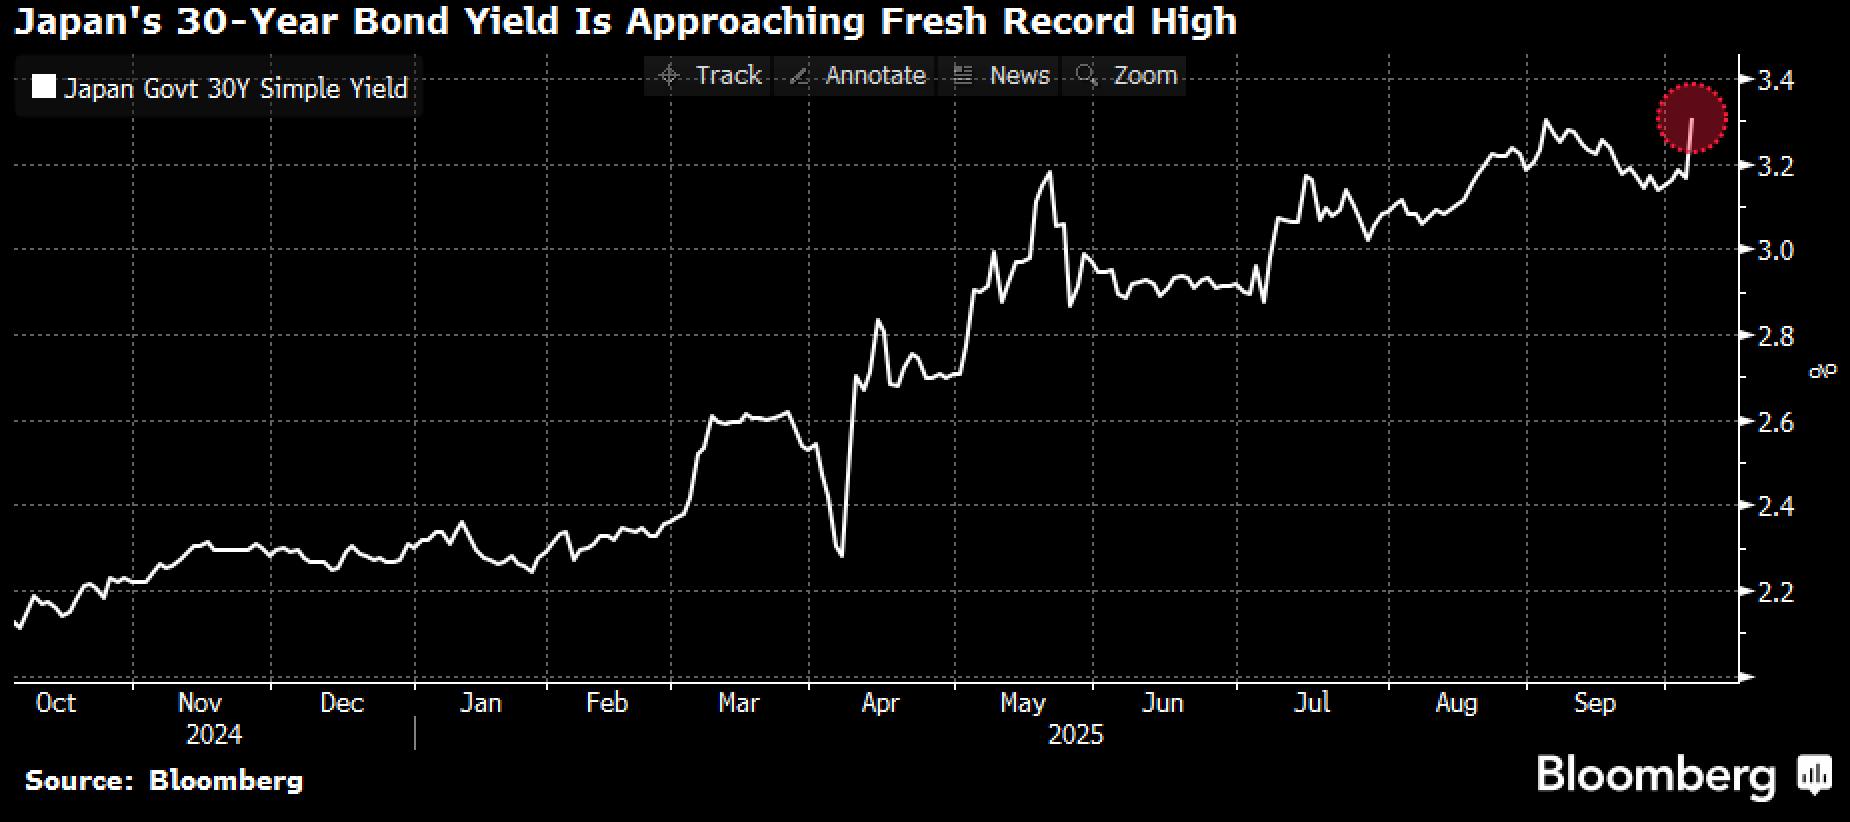 Japan's 30-Year Bond Yield Is Approaching Fresh Record High
Japan Govt 30Y Simple Yield
Track Annotate News Zoom
3.4
3.2
3.0
2.8
%
2.6
2.4
2.2
Oct Nov Dec Jan Feb Mar Apr May Jun Jul Aug Sep
2024 2025
Source: Bloomberg
Bloomberg